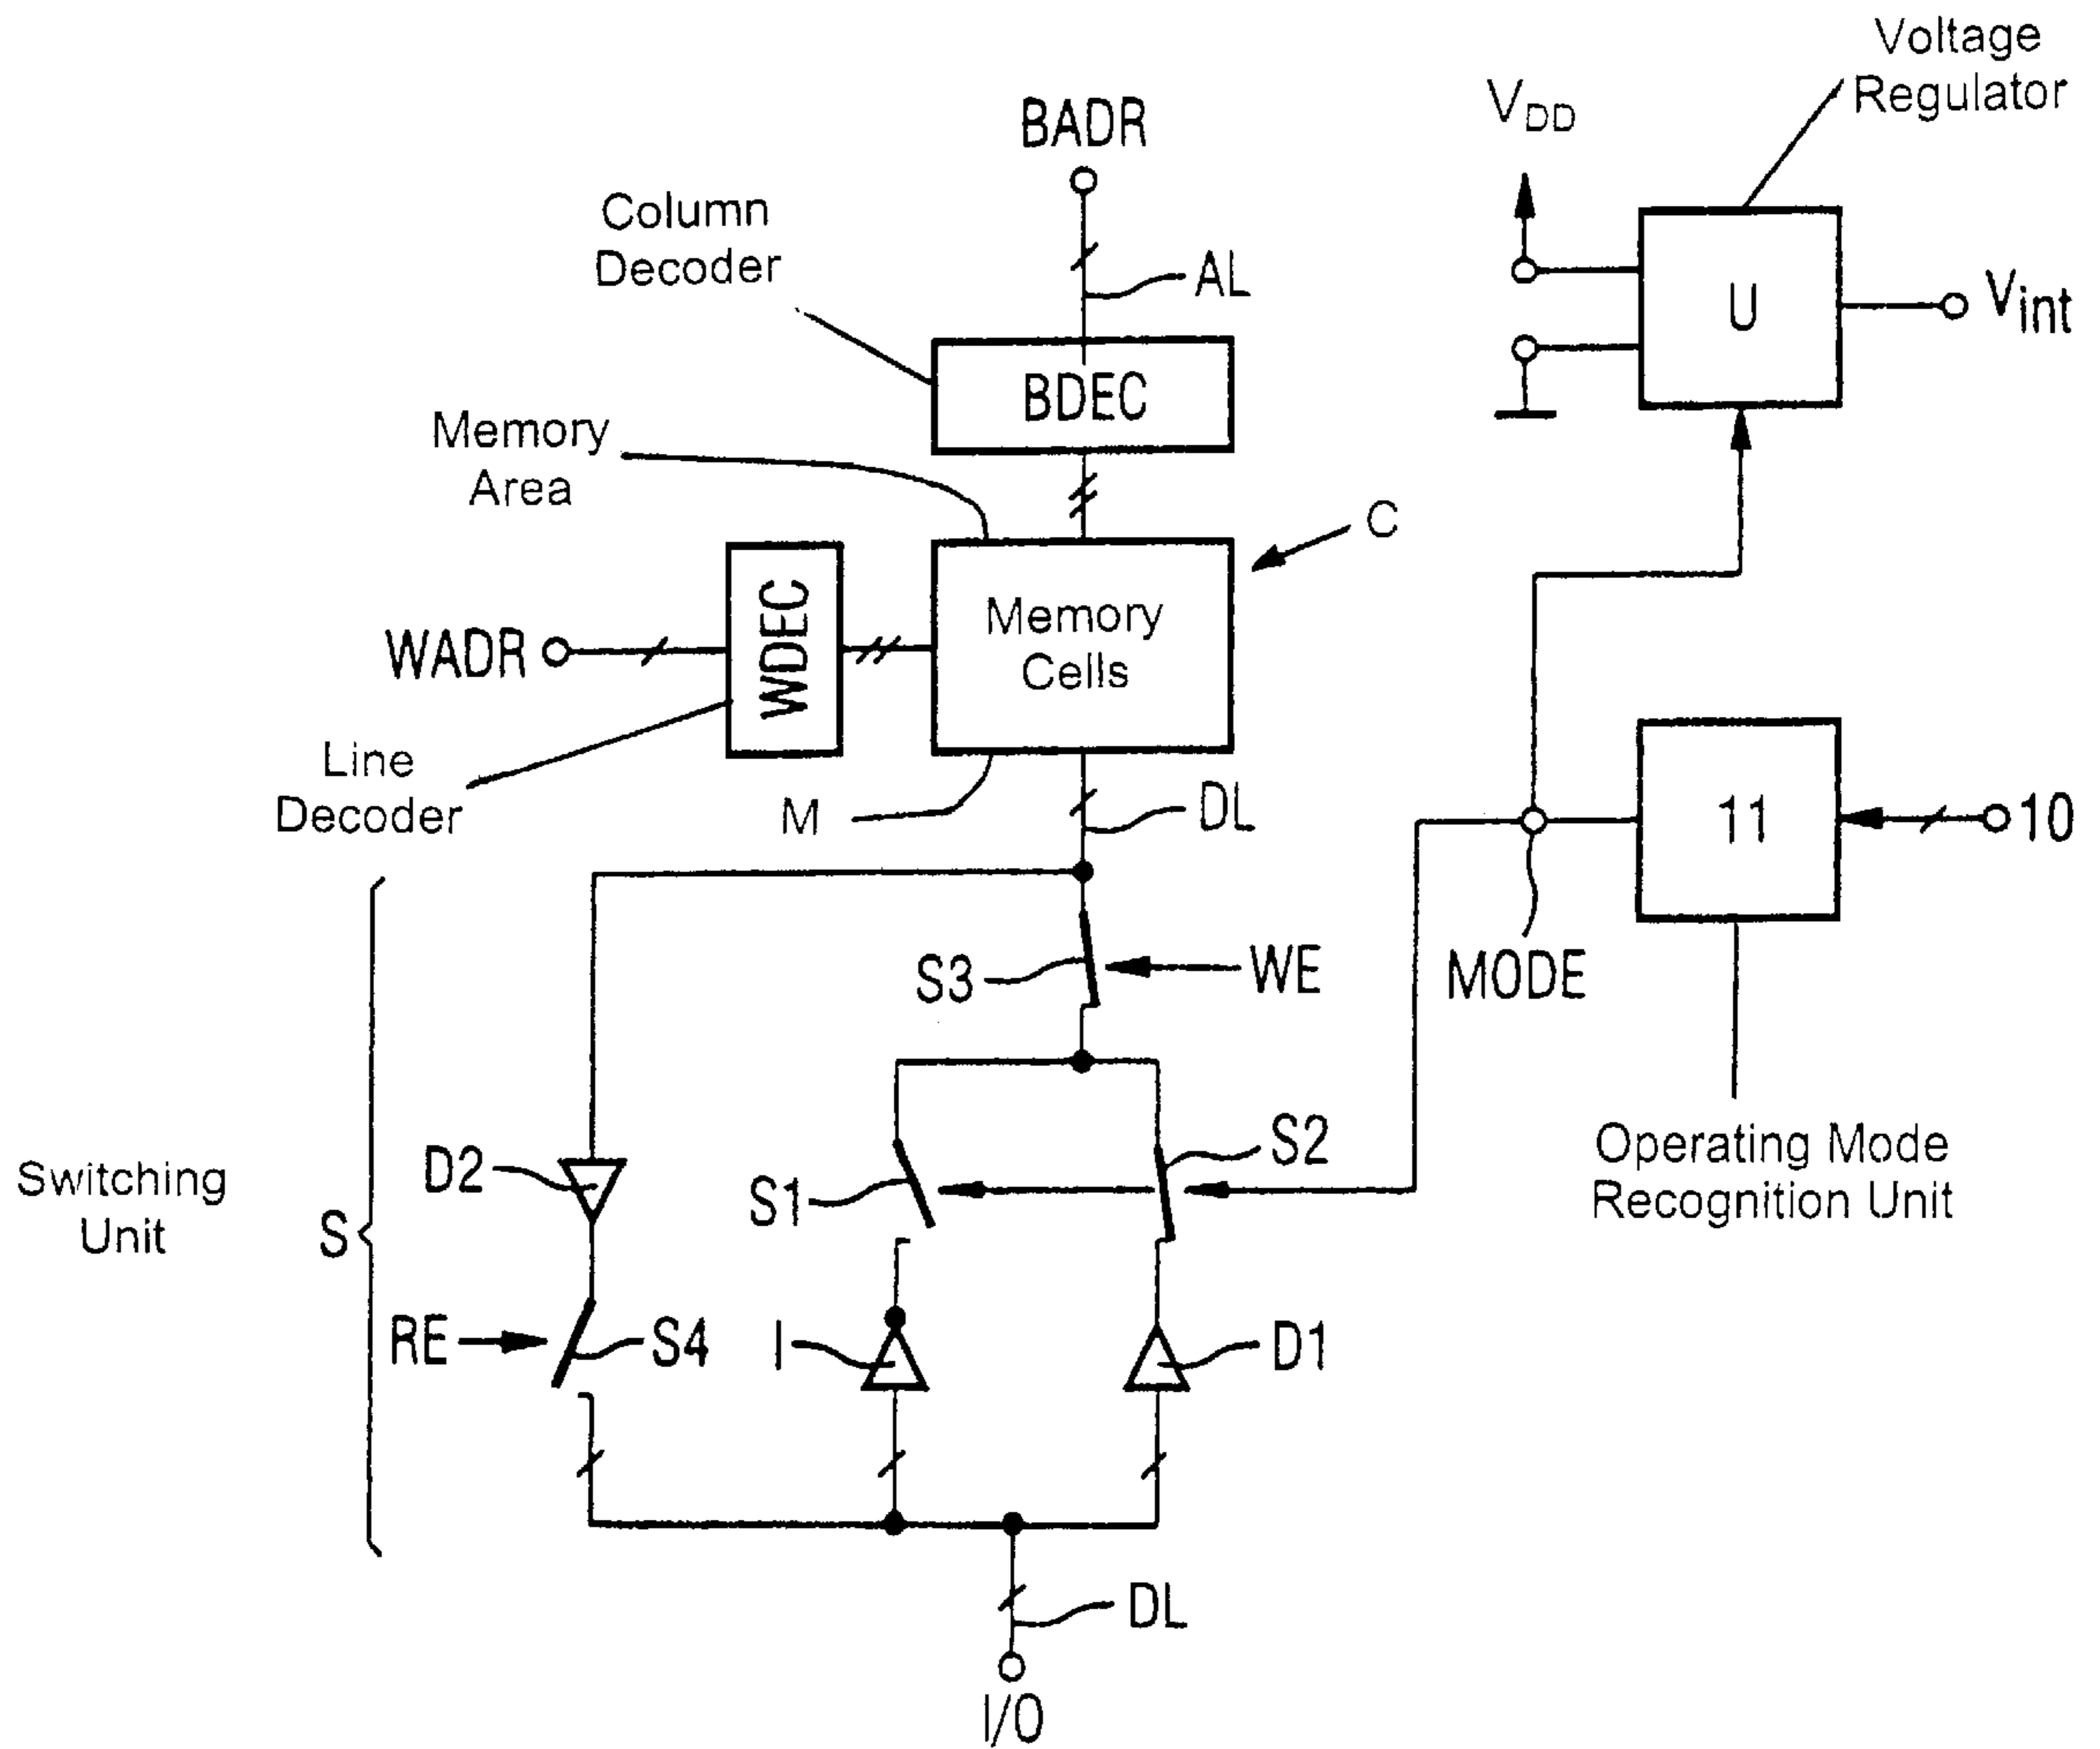 Voltage
Regulator
VDD
BADR
Column
Decoder
AL
U
Vint
BDEC
Memory
Area
C
WDEC
Memory
Cells
WADR
Line
Decoder
M
DL
11
10
S3
WE
MODE
Switching
Unit
S
D2
S1
S2
Operating Mode
Recognition Unit
RE
S4
I
D1
DL
I/O